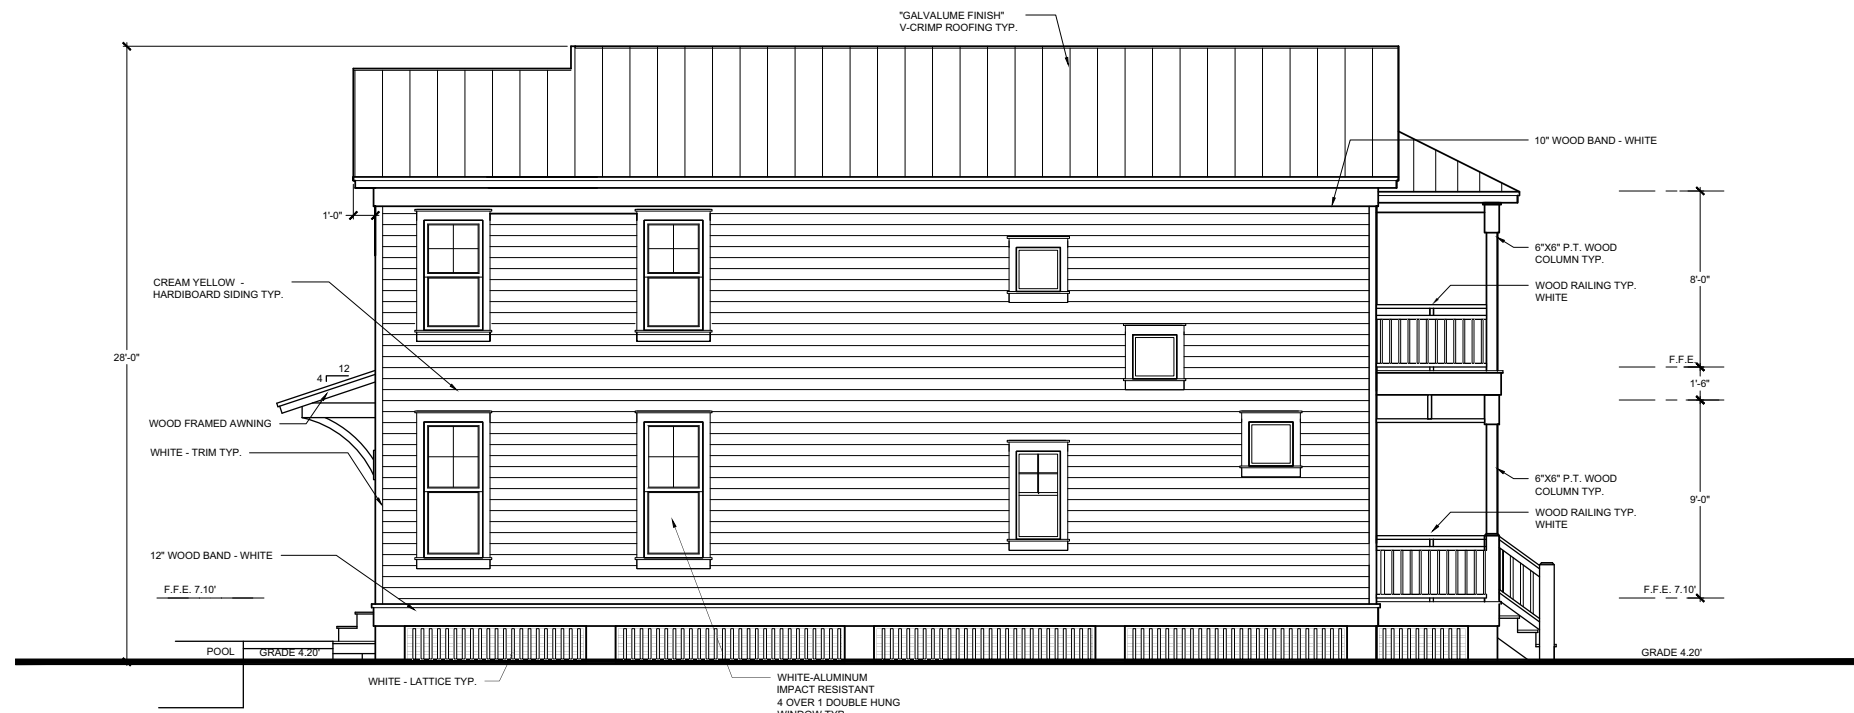 "GALVALUME FINISH"
V-CRIMP ROOFING TYP.
10" WOOD BAND - WHITE
1'-0"
6"X6" P.T. WOOD
COLUMN TYP.
CREAM YELLOW -
HARDIBOARD SIDING TYP.
WOOD RAILING TYP.
WHITE
8'-0"
28'-0"
F.F.E.
12
4
1'-6"
WOOD FRAMED AWNING
WHITE - TRIM TYP.
6"X6" P.T. WOOD
COLUMN TYP.
9'-0"
WOOD RAILING TYP.
WHITE
12" WOOD BAND - WHITE
F.F.E. 7.10'
F.F.E. 7.10'
POOL
GRADE 4.20'
GRADE 4.20'
WHITE - LATTICE TYP.
WHITE-ALUMINUM
IMPACT RESISTANT
4 OVER 1 DOUBLE HUNG
WINDOW TYP.